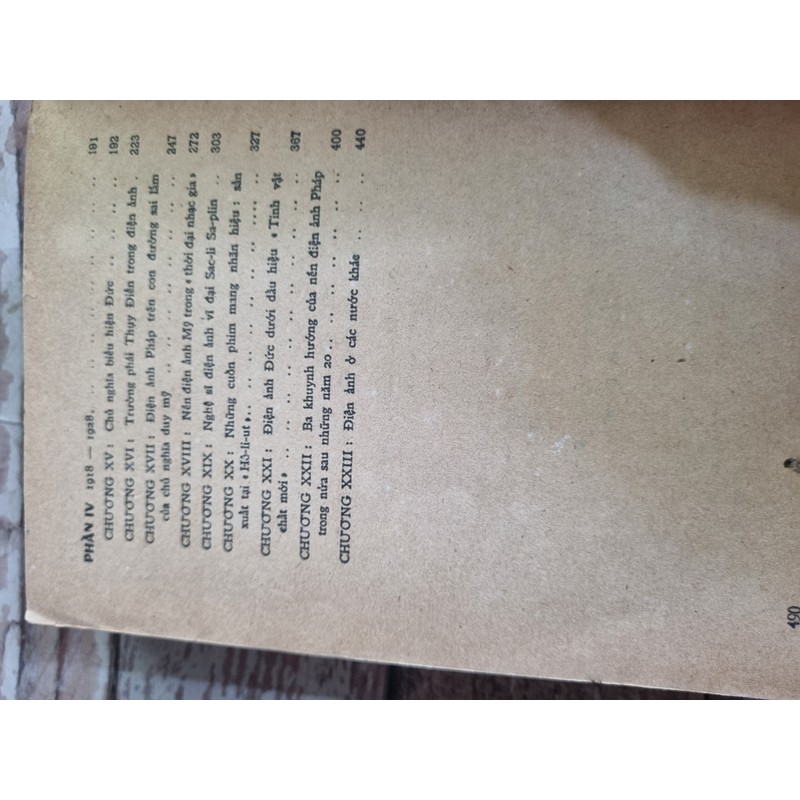 PHẦN IV 1918 — 1928. .. .. .. .. .. .. .. .. .. 191
CHƯƠNG XV : Chủ nghĩa biểu hiện Đức .. .. .. .. 192
CHƯƠNG XVI : Trường phái Thụy Điển trong điện ảnh . 223
CHƯƠNG XVII : Điện ảnh Pháp trên con đường sai lầm
của chủ nghĩa duy mỹ .. .. .. .. .. .. .. .. 247
CHƯƠNG XVIII : Nền điện ảnh Mỹ trong « thời đại nhạc gia» 272
CHƯƠNG XIX : Nghệ sĩ điện ảnh vĩ đại Sac-li Sa-plin .. 303
CHƯƠNG XX : Những cuốn phim mang nhãn hiệu : sản
xuất tại « Hô-li-ut ».. .. .. .. .. .. .. .... .. 327
CHƯƠNG XXI : Điện ảnh Đức dưới dấu hiệu « Tính vật
chất mới » .. .. .. .. .. .. .. .. .. .. 367
CHƯƠNG XXII : Ba khuynh hướng của nền điện ảnh Pháp
trong nửa sau những năm 20 .. .. .. .. .. .. .. 400
CHƯƠNG XXIII : Điện ảnh ở các nước khác .. .. .. .. 440
490